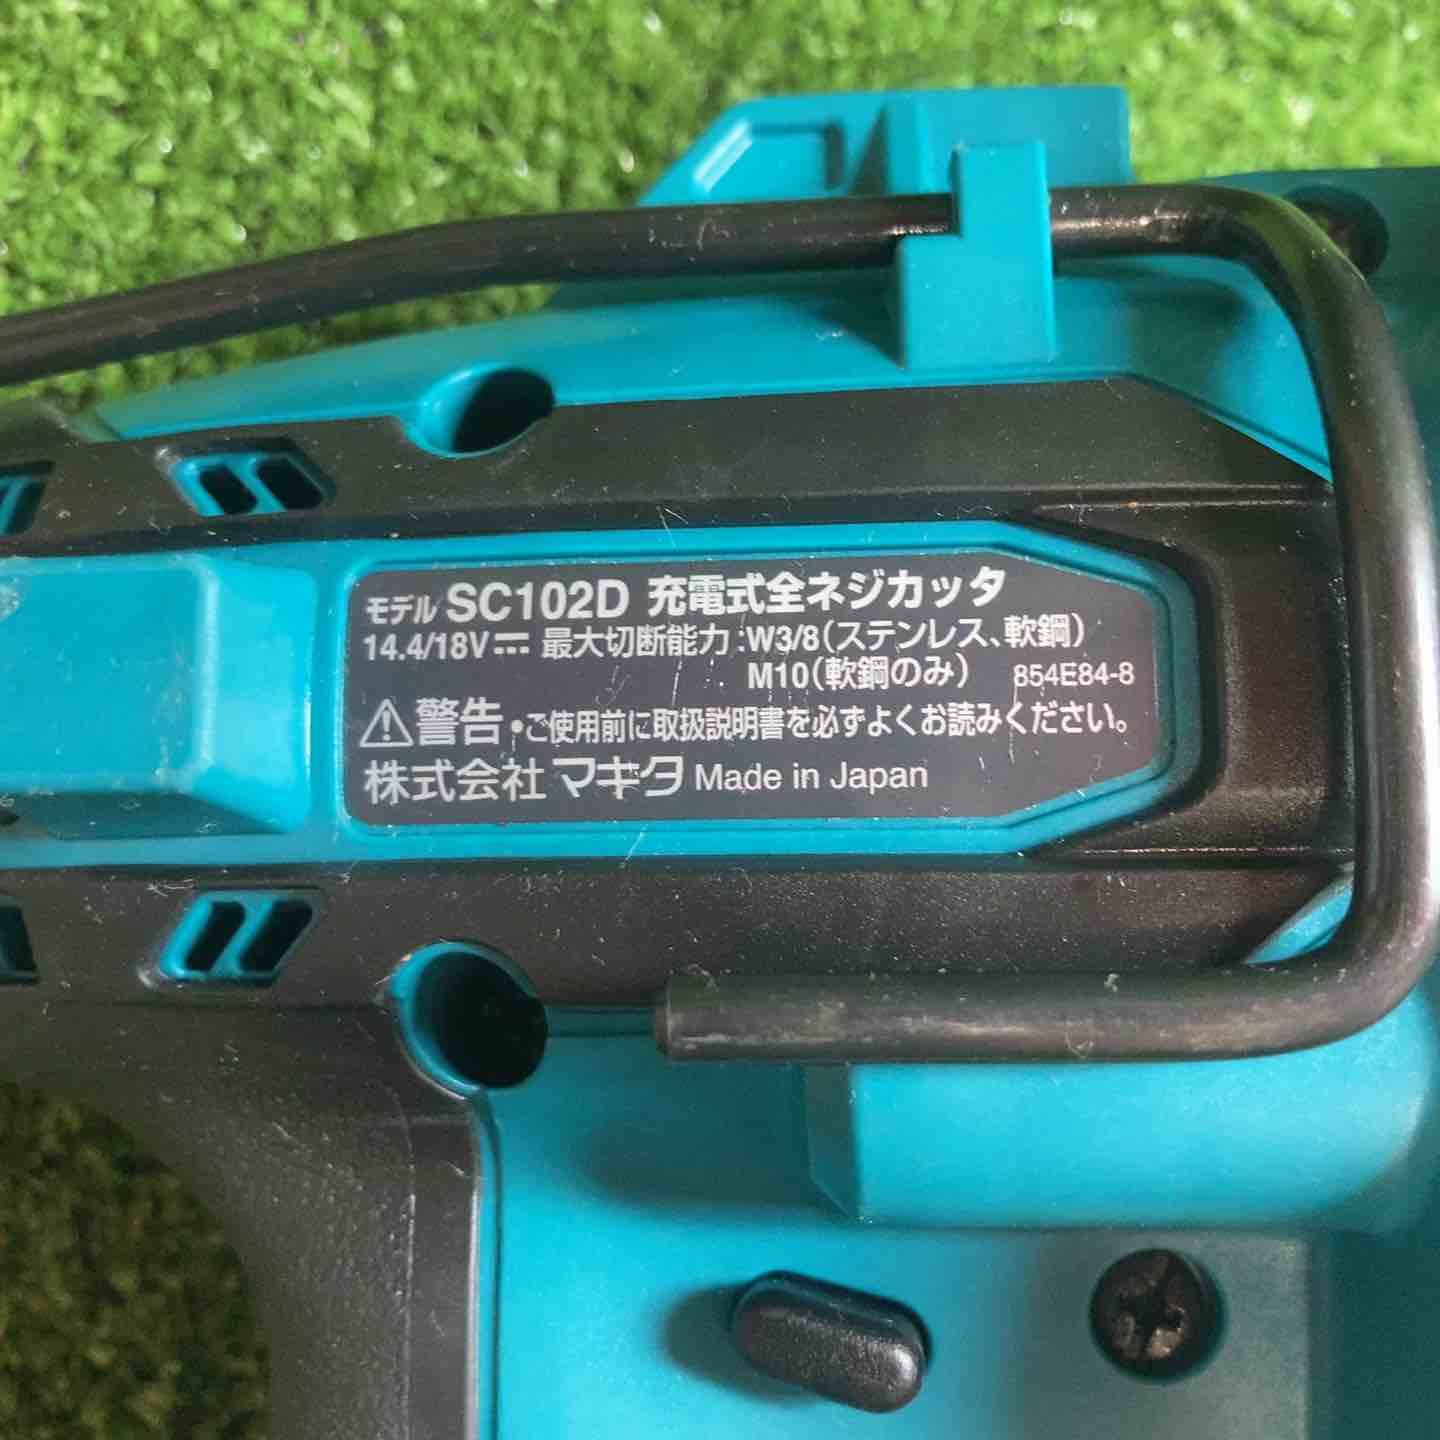 モデル SC102D 充電式全ネジカッタ
14.4/18V⎓ 最大切断能力:W3/8(ステンレス、軟鋼)
M10(軟鋼のみ) 854E84-8
⚠警告 •ご使用前に取扱説明書を必ずよくお読みください。
株式会社マキタ Made in Japan